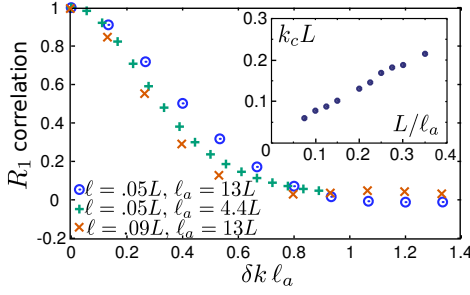 1
0.8
0.6
0.4
0.2
0
-0.2
R₁ correlation
0 0.2 0.4 0.6 0.8 1 1.2 1.4
δk ℓₐ
ℓ = .05L, ℓₐ = 13L
ℓ = .05L, ℓₐ = 4.4L
ℓ = .09L, ℓₐ = 13L
0.3
0.2
0.1
0
k_c L
L/ℓₐ
0.1 0.2 0.3 0.4